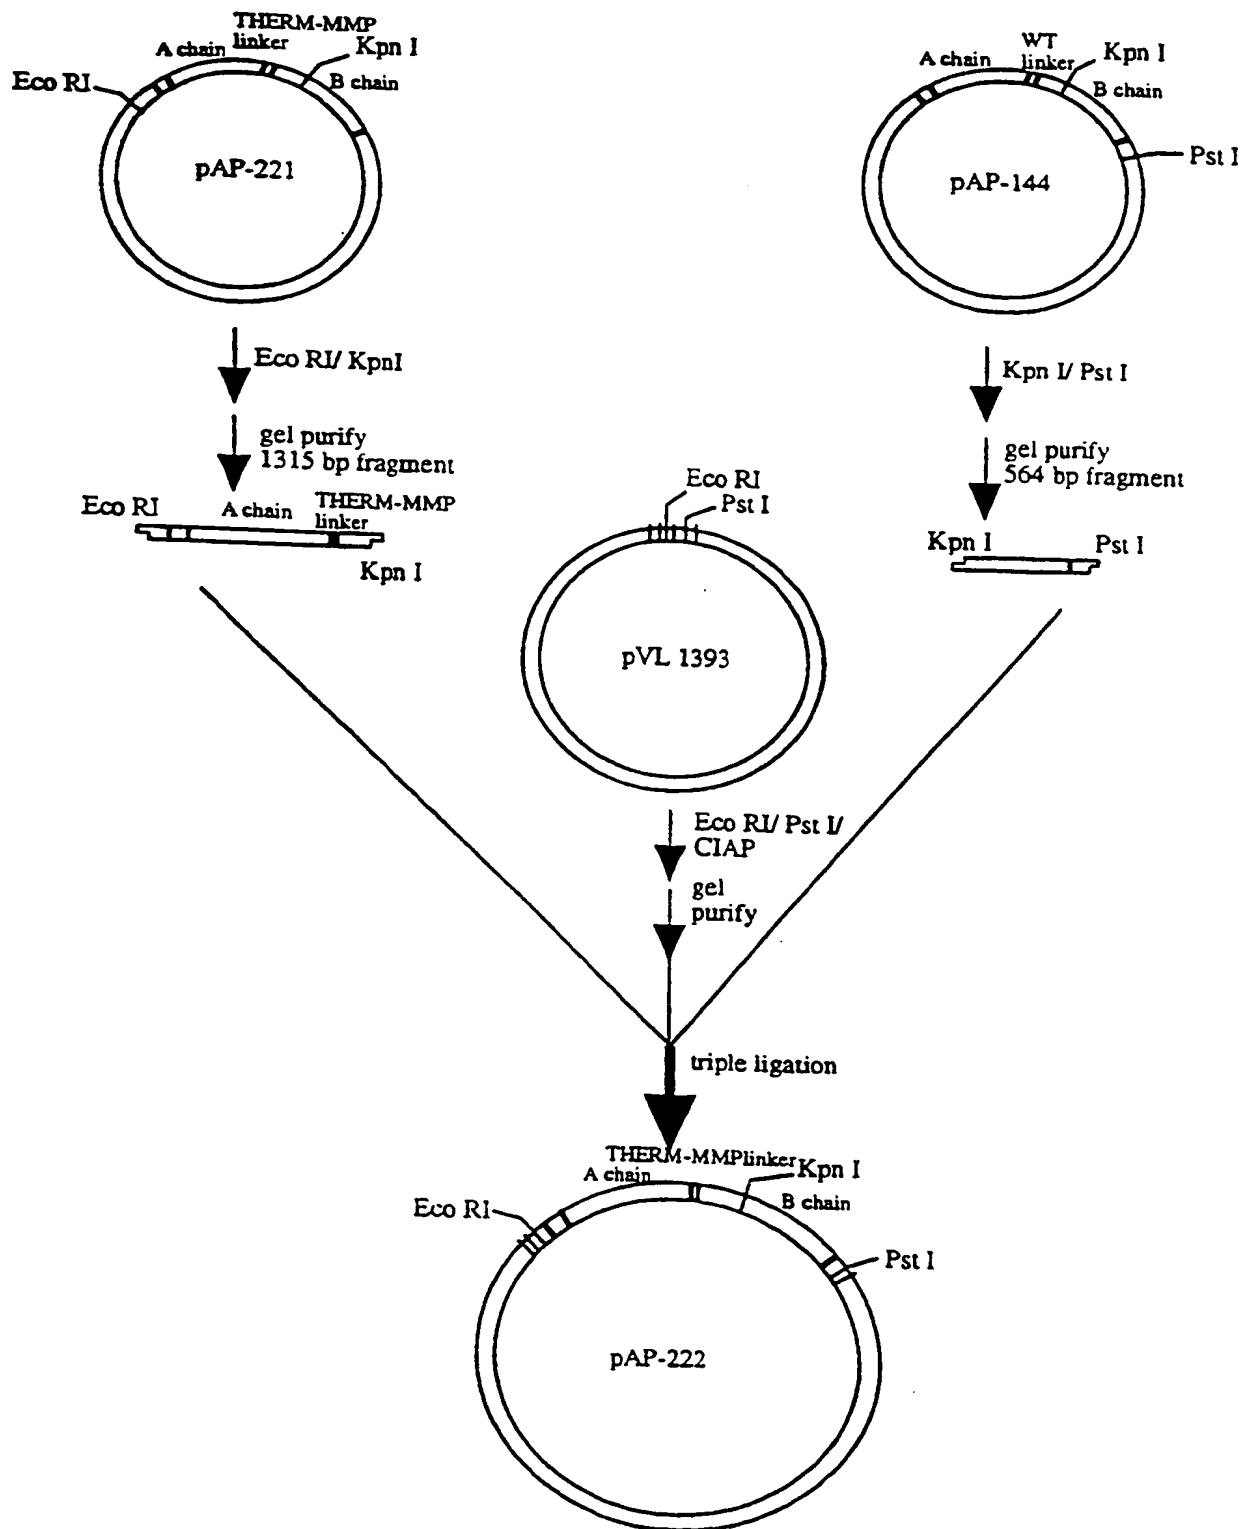 THERM-MMP
linker
A chain
Kpn I
B chain
Eco RI
pAP-221
Eco RI/ KpnI
gel purify
1315 bp fragment
Eco RI
A chain
THERM-MMP
linker
Kpn I
WT
linker
A chain
Kpn I
B chain
Pst I
pAP-144
Kpn I/ Pst I
gel purify
564 bp fragment
Kpn I
Pst I
Eco RI
Pst I
pVL 1393
Eco RI/ Pst I/
CIAP
gel
purify
triple ligation
THERM-MMPlinker
A chain
Kpn I
B chain
Eco RI
Pst I
pAP-222